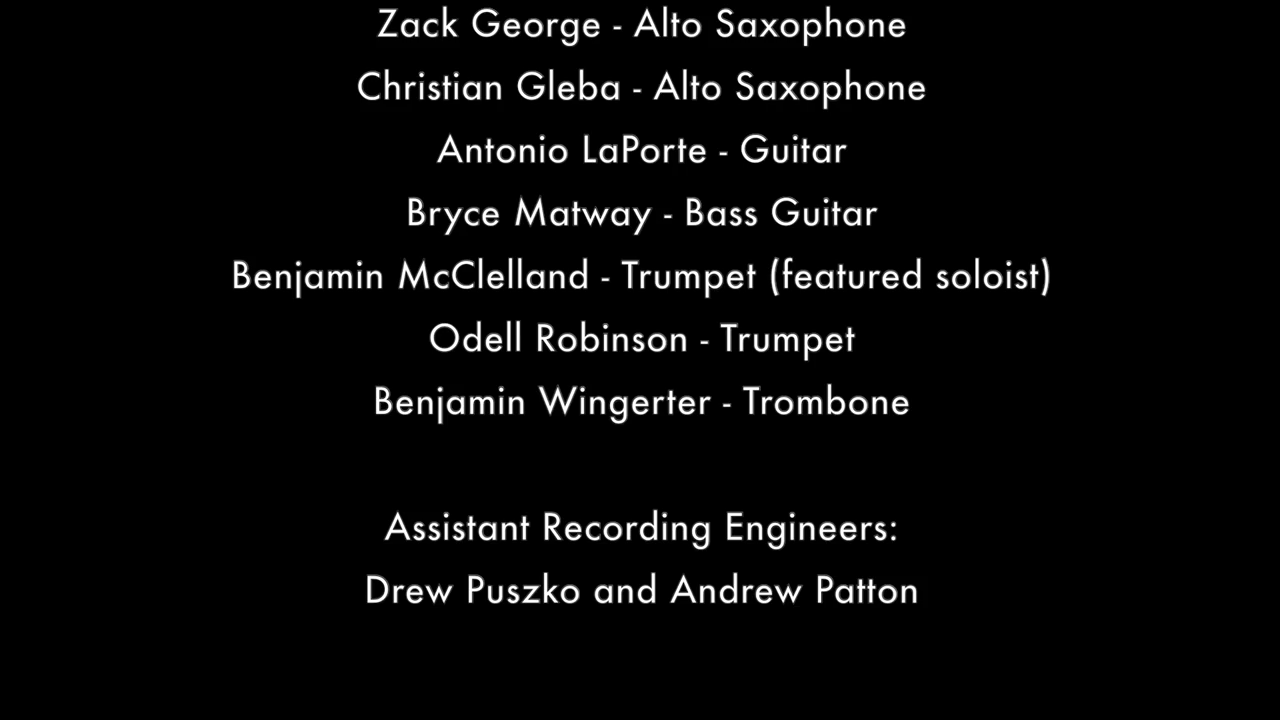 Zack George - Alto Saxophone
Christian Gleba - Alto Saxophone
Antonio LaPorte - Guitar
Bryce Matway - Bass Guitar
Benjamin McClelland - Trumpet (featured soloist)
Odell Robinson - Trumpet
Benjamin Wingerter - Trombone
Assistant Recording Engineers:
Drew Puszko and Andrew Patton